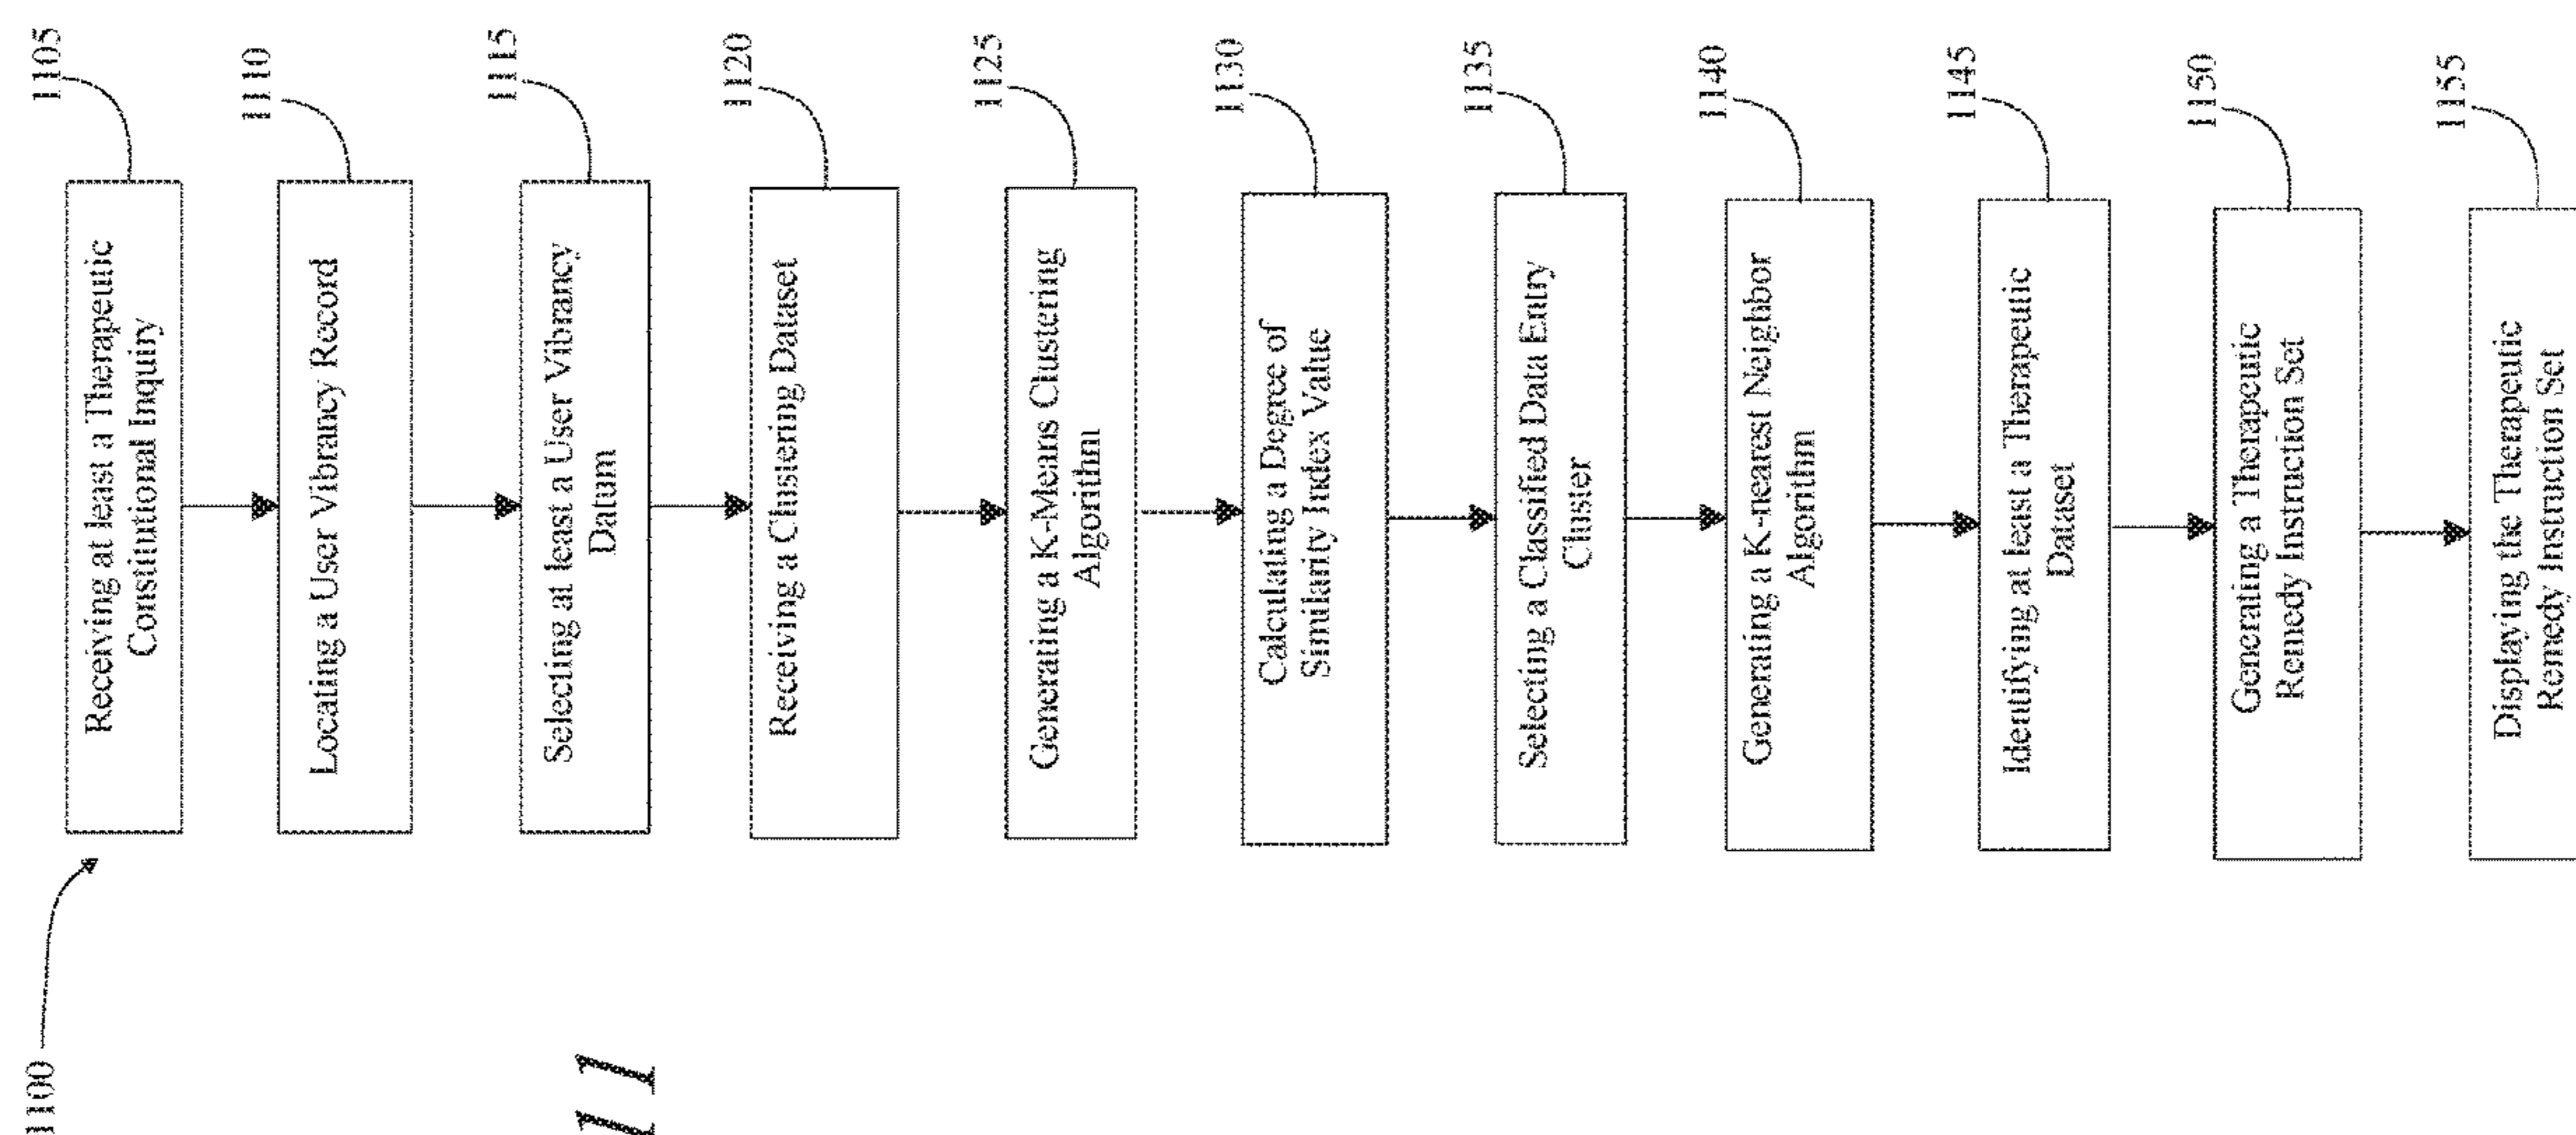 1100
1105
Receiving at least a Therapeutic
Constitutional Inquiry
1110
Locating a User Vibrancy Record
1115
Selecting at least a User Vibrancy
Datum
1120
Receiving a Clustering Dataset
1125
Generating a K-Means Clustering
Algorithm
1130
Calculating a Degree of
Similarity Index Value
1135
Selecting a Classified Data Entry
Cluster
1140
Generating a K-nearest Neighbor
Algorithm
1145
Identifying at least a Therapeutic
Dataset
1150
Generating a Therapeutic
Remedy Instruction Set
1155
Displaying the Therapeutic
Remedy Instruction Set
11